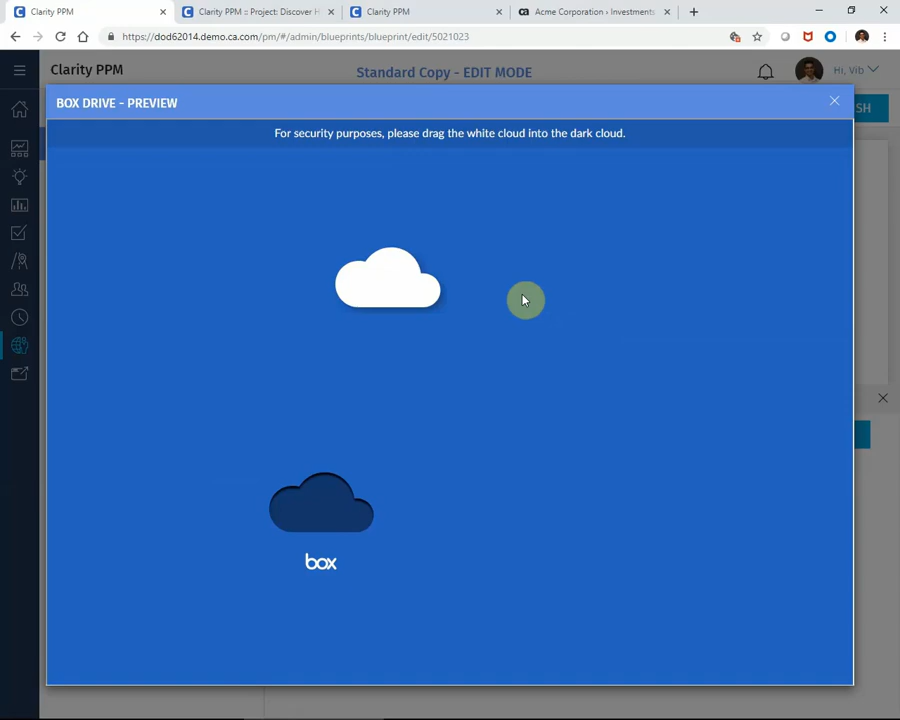 Clarity PPM
Clarity PPM :: Project: Discover H
Clarity PPM
Acme Corporation › Investments
https://dod62014.demo.ca.com/pm/#/admin/blueprints/blueprint/edit/5021023
Clarity PPM
Standard Copy - EDIT MODE
Hi, Vib
SH
BOX DRIVE - PREVIEW
For security purposes, please drag the white cloud into the dark cloud.
box